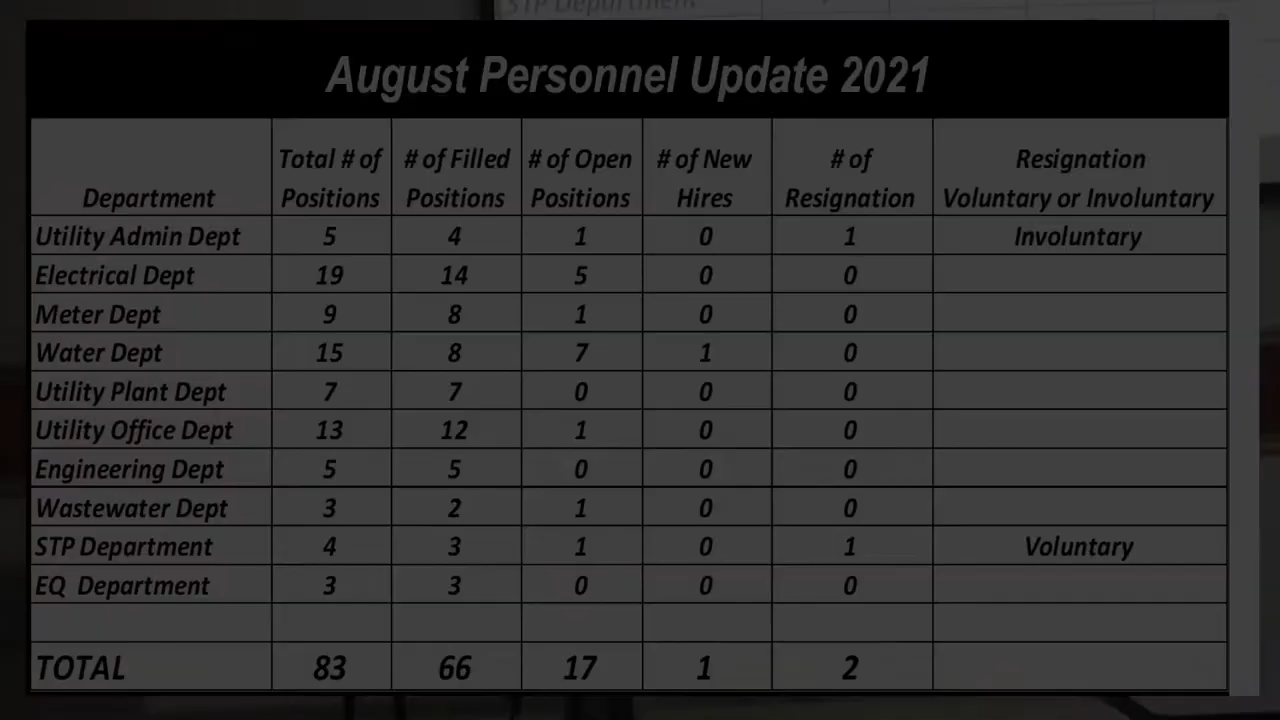 STP Department
August Personnel Update 2021
Department Total # of Positions # of Filled Positions # of Open Positions # of New Hires # of Resignation Resignation Voluntary or Involuntary
Utility Admin Dept 5 4 1 0 1 Involuntary
Electrical Dept 19 14 5 0 0
Meter Dept 9 8 1 0 0
Water Dept 15 8 7 1 0
Utility Plant Dept 7 7 0 0 0
Utility Office Dept 13 12 1 0 0
Engineering Dept 5 5 0 0 0
Wastewater Dept 3 2 1 0 0
STP Department 4 3 1 0 1 Voluntary
EQ Department 3 3 0 0 0
TOTAL 83 66 17 1 2